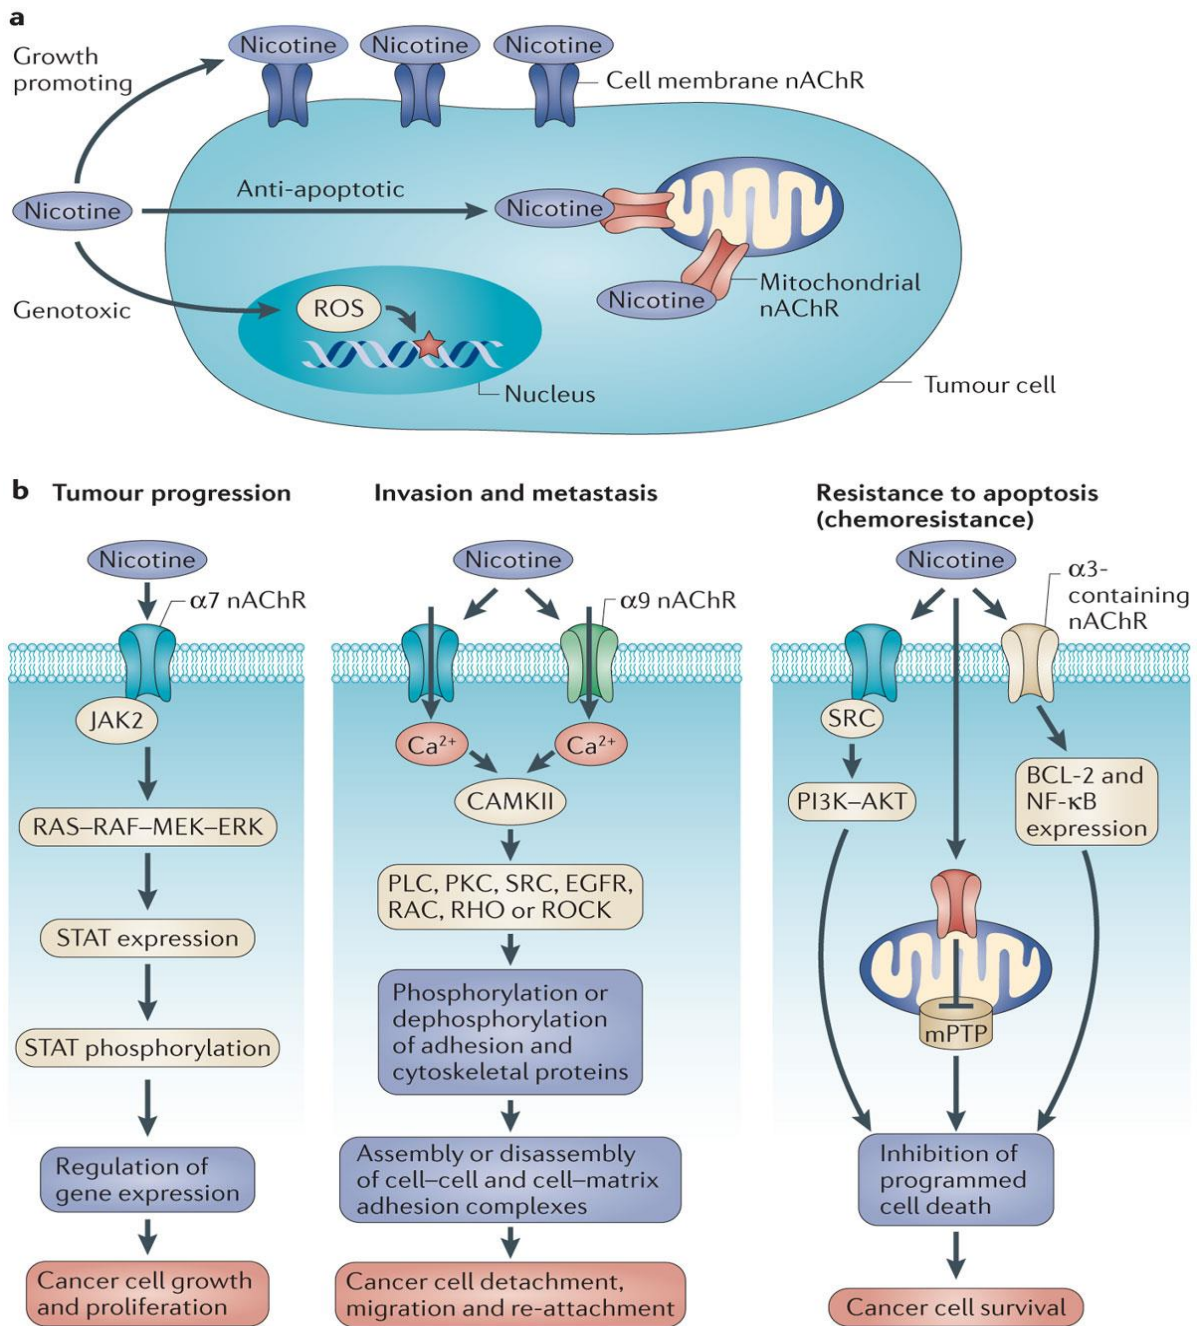 a
Growth
promoting
Nicotine
Nicotine
Nicotine
Cell membrane nAChR
Nicotine
Anti-apoptotic
Nicotine
Nicotine
Mitochondrial
nAChR
Genotoxic
ROS
Nucleus
Tumour cell
b
Tumour progression
Nicotine
α7 nAChR
JAK2
RAS–RAF–MEK–ERK
STAT expression
STAT phosphorylation
Regulation of
gene expression
Cancer cell growth
and proliferation
Invasion and metastasis
Nicotine
α9 nAChR
Ca²⁺
Ca²⁺
CAMKII
PLC, PKC, SRC, EGFR,
RAC, RHO or ROCK
Phosphorylation or
dephosphorylation
of adhesion and
cytoskeletal proteins
Assembly or disassembly
of cell–cell and cell–matrix
adhesion complexes
Cancer cell detachment,
migration and re-attachment
Resistance to apoptosis
(chemoresistance)
Nicotine
α3-
containing
nAChR
SRC
PI3K–AKT
BCL-2 and
NF-κB
expression
mPTP
Inhibition of
programmed
cell death
Cancer cell survival